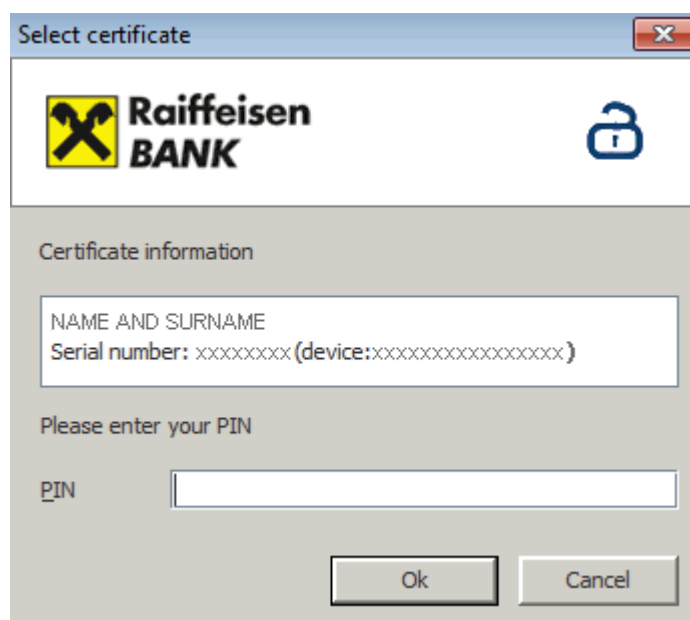 Select certificate
Raiffeisen
BANK
Certificate information
NAME AND SURNAME
Serial number: xxxxxxxx (device:xxxxxxxxxxxxxxxx)
Please enter your PIN
PIN
Ok
Cancel